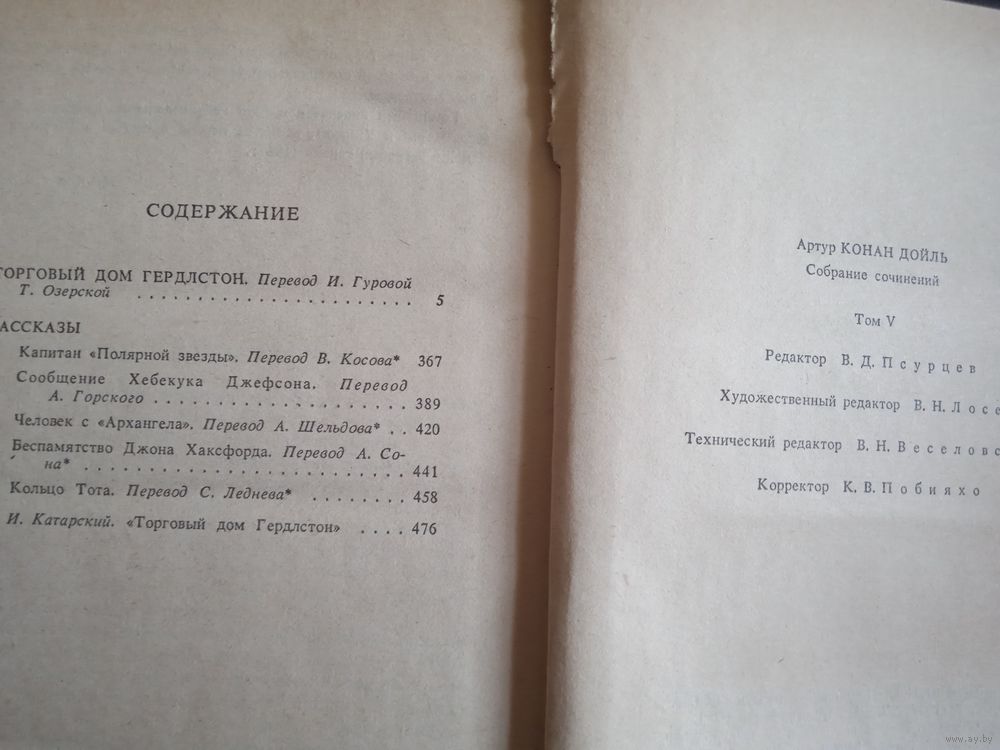 СОДЕРЖАНИЕ
ТОРГОВЫЙ ДОМ ГЕРДЛСТОН. Перевод И. Гуровой
Т. Озерской . . . . . . . . . . . . . . . . . . . . . . 5
РАССКАЗЫ
Капитан «Полярной звезды». Перевод В. Косова* 367
Сообщение Хебекука Джефсона. Перевод
А. Горского . . . . . . . . . . . . . . . . . . . . 389
Человек с «Архангела». Перевод А. Шельдова* . . 420
Беспамятство Джона Хаксфорда. Перевод А. Со-
на* . . . . . . . . . . . . . . . . . . . . . . . . . 441
Кольцо Тота. Перевод С. Леднева* . . . . . . . . 458
И. Катарский. «Торговый дом Гердлстон» . . . . 476
Артур КОНАН ДОЙЛЬ
Собрание сочинений
Том V
Редактор В. Д. Псурцев
Художественный редактор В. Н. Лосе
Технический редактор В. Н. Веселовс
Корректор К. В. Побияхо
www.ay.by